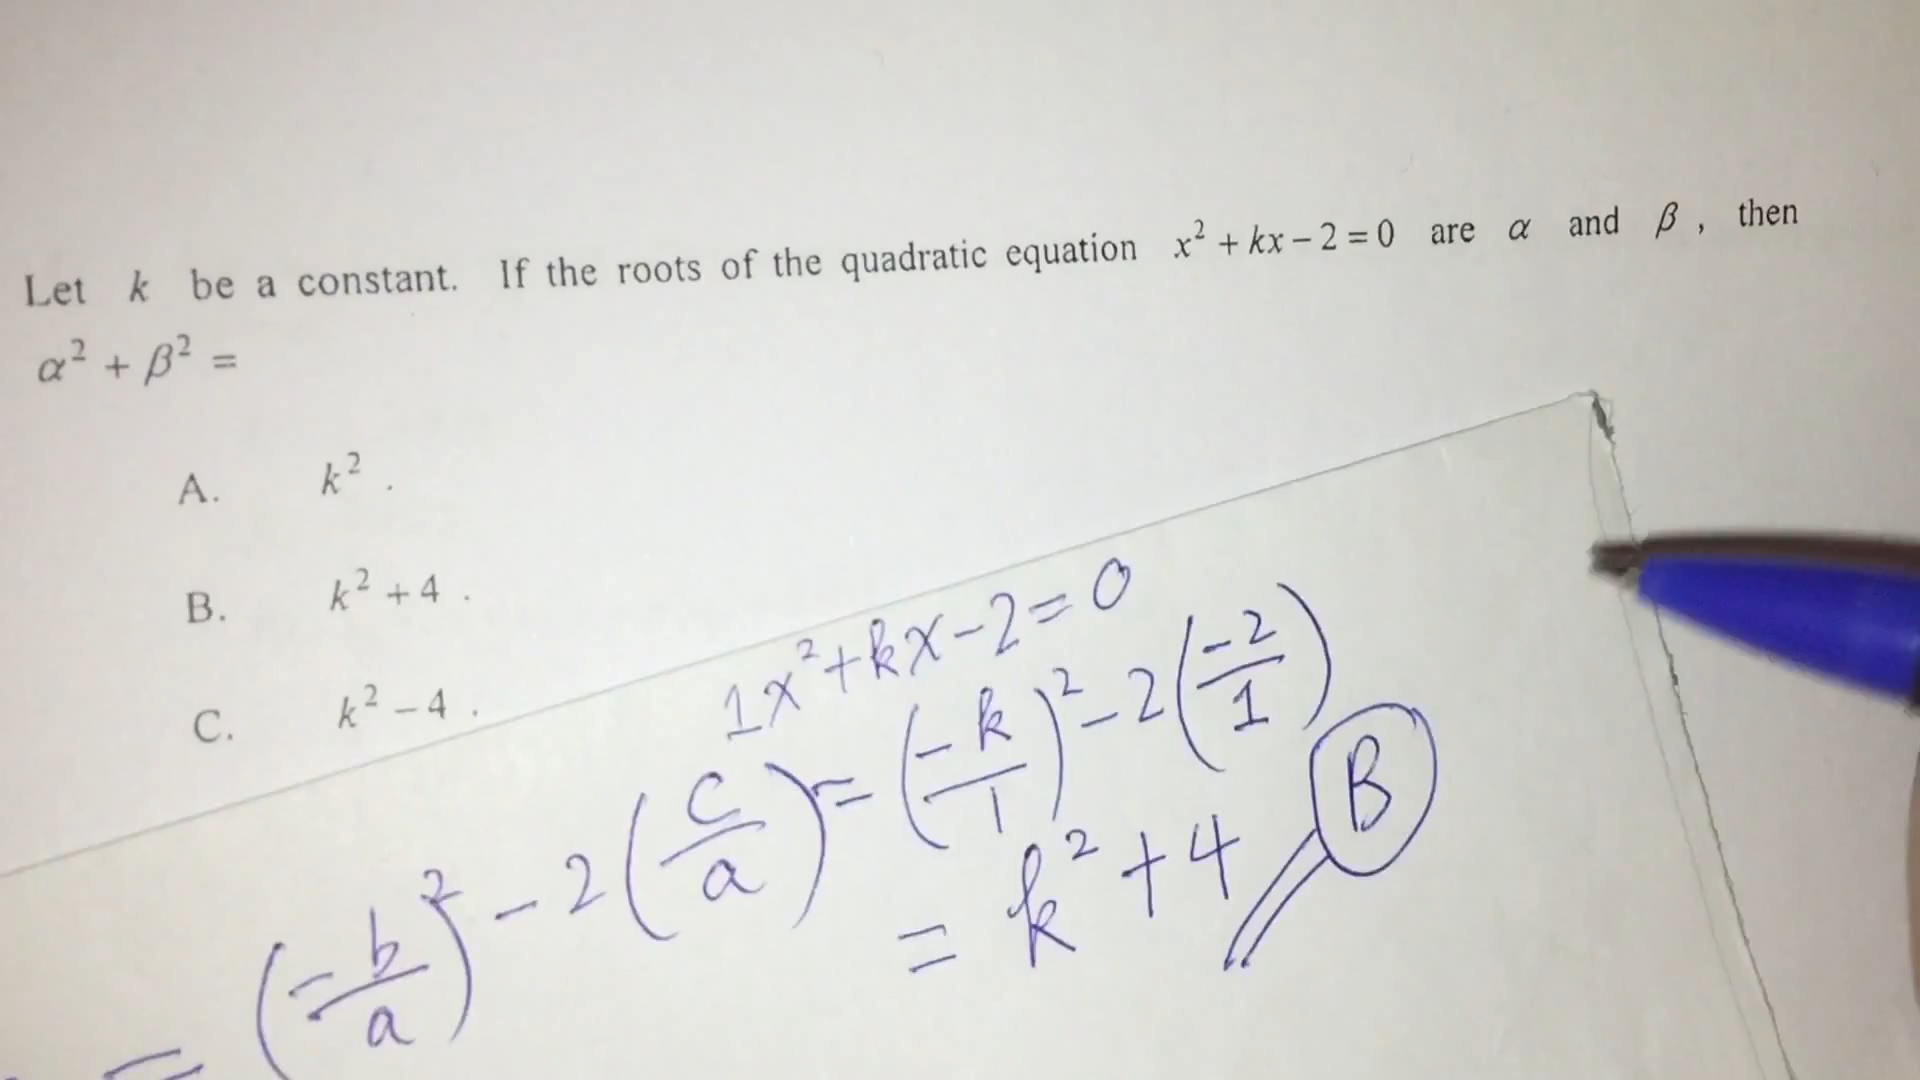 Let k be a constant. If the roots of the quadratic equation x² + kx − 2 = 0 are α and β , then
α² + β² =
A. k² .
B. k² + 4 .
C. k² − 4 .
1x² + kx − 2 = 0
= (−b/a)² − 2(c/a) = (−k/1)² − 2(−2/1)
= k² + 4 B